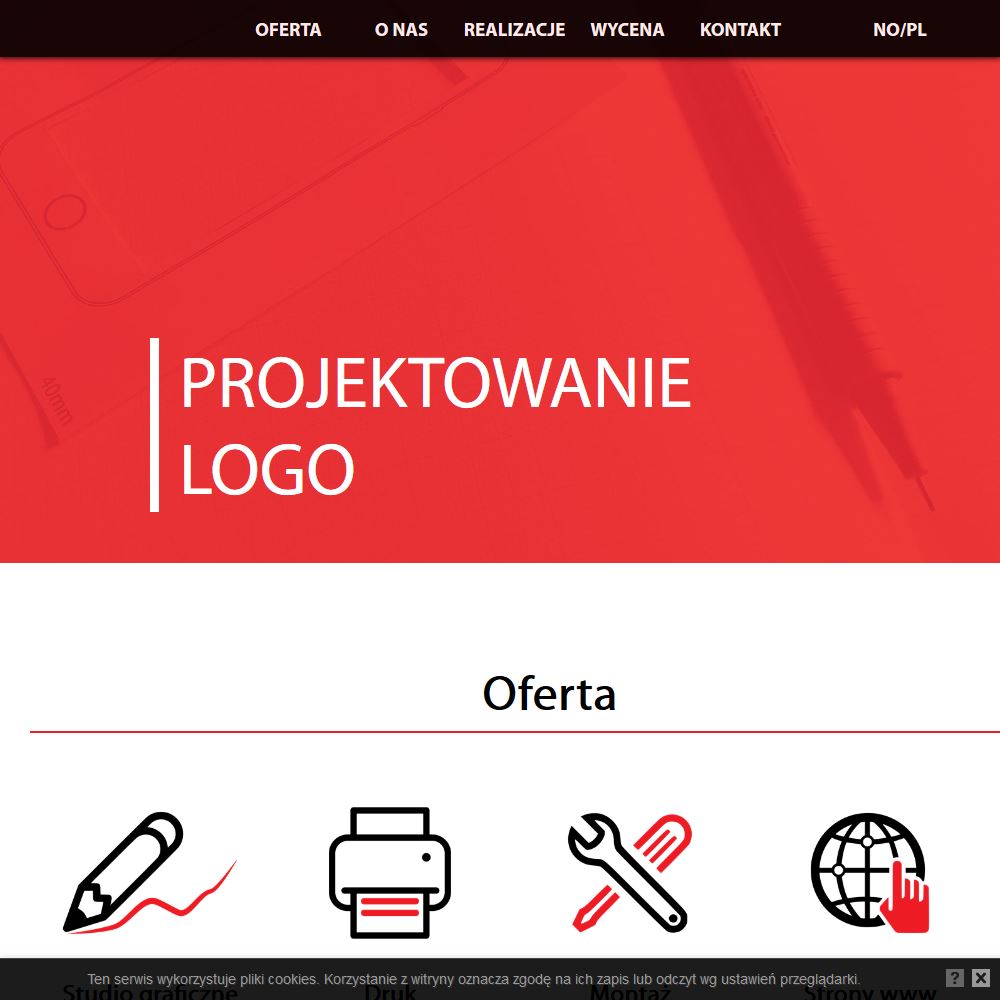 OFERTA O NAS REALIZACJE WYCENA KONTAKT NO/PL
40mm
PROJEKTOWANIE
LOGO
Oferta
Studio graficzne Druk Montaż Strony www
Ten serwis wykorzystuje pliki cookies. Korzystanie z witryny oznacza zgodę na ich zapis lub odczyt wg ustawień przeglądarki. ? X